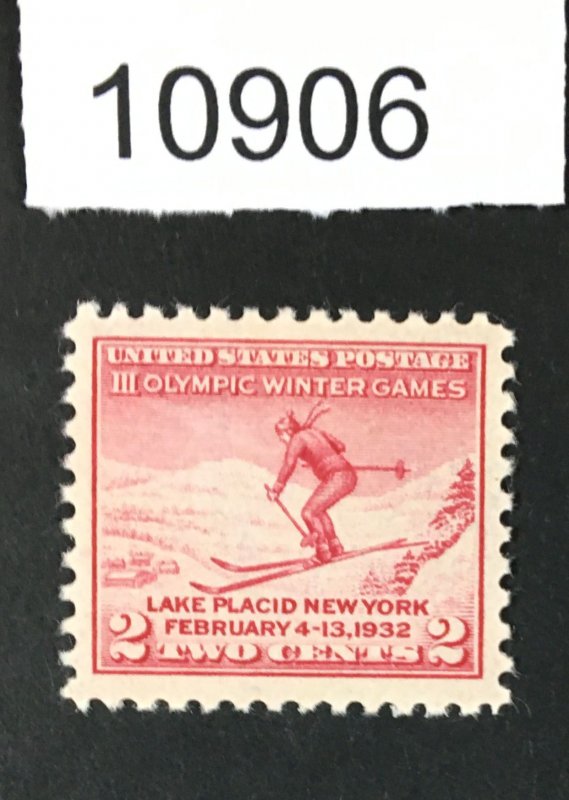 10906
UNITED STATES POSTAGE
III OLYMPIC WINTER GAMES
LAKE PLACID NEW YORK
2 FEBRUARY 4-13, 1932 2
TWO CENTS